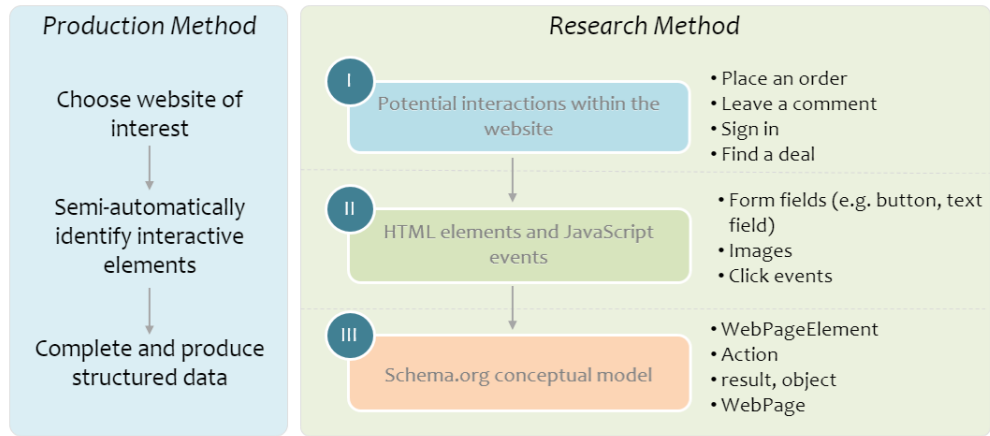 Production Method
Choose website of
interest
Semi-automatically
identify interactive
elements
Complete and produce
structured data
Research Method
I
Potential interactions within the
website
• Place an order
• Leave a comment
• Sign in
• Find a deal
II
HTML elements and JavaScript
events
• Form fields (e.g. button, text
field)
• Images
• Click events
III
Schema.org conceptual model
• WebPageElement
• Action
• result, object
• WebPage